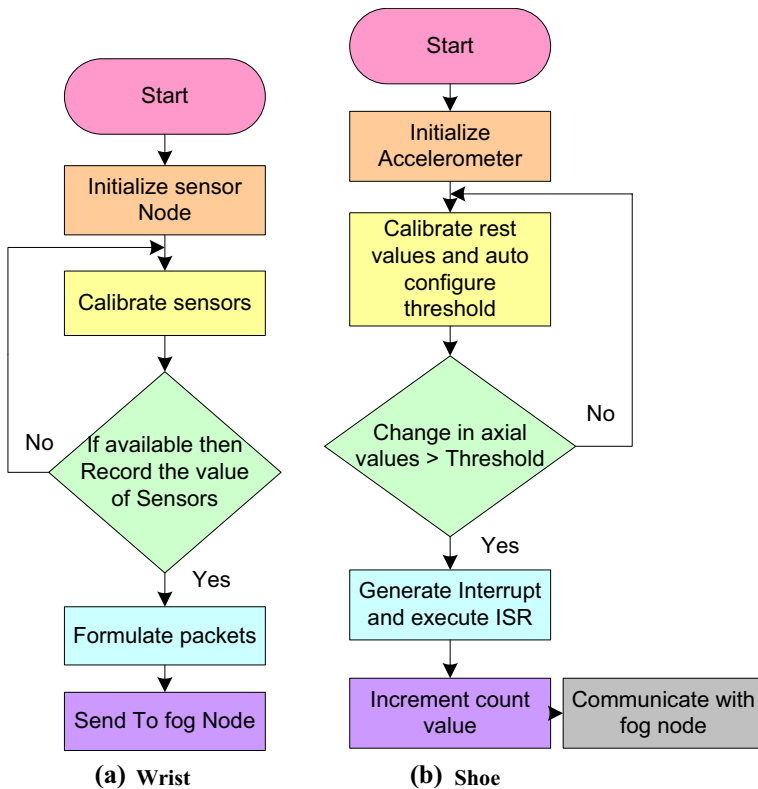 Start
Initialize sensor
Node
Calibrate sensors
No
If available then
Record the value
of Sensors
Yes
Formulate packets
Send To fog Node
(a) Wrist
Start
Initialize
Accelerometer
Calibrate rest
values and auto
configure
threshold
No
Change in axial
values > Threshold
Yes
Generate Interrupt
and execute ISR
Increment count
value
Communicate with
fog node
(b) Shoe